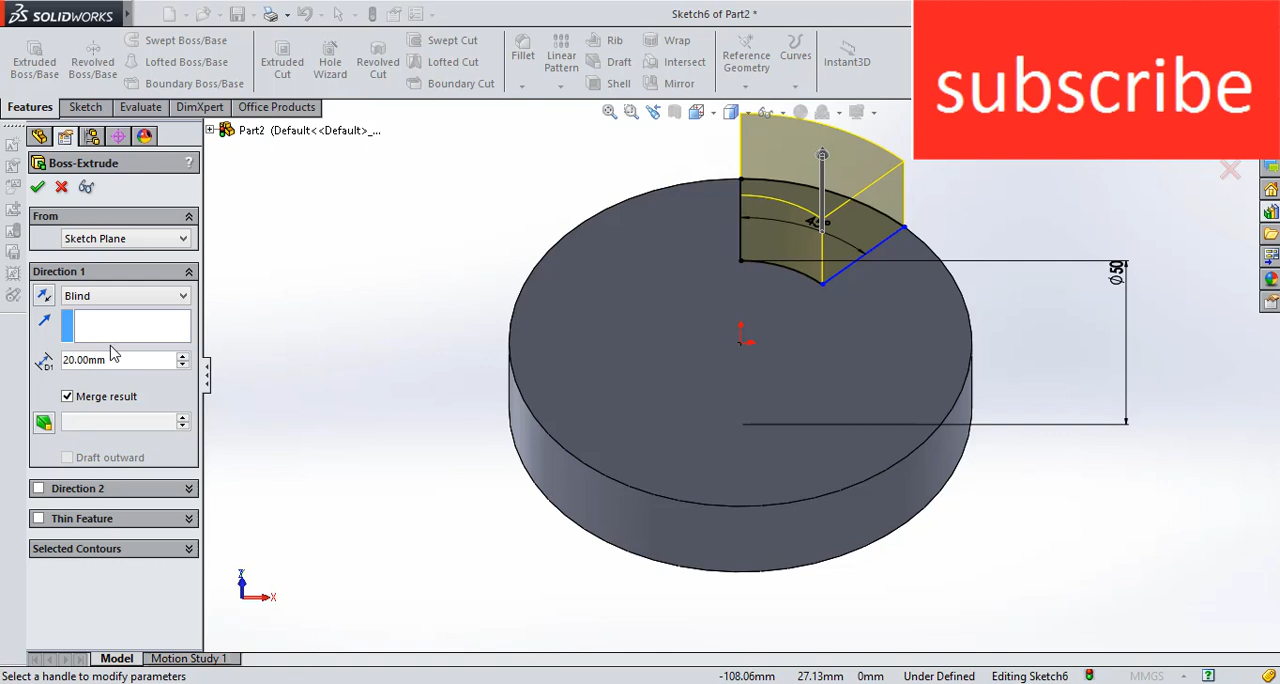 SOLIDWORKS
Sketch6 of Part2 *
subscribe
Extruded Boss/Base
Revolved Boss/Base
Swept Boss/Base
Lofted Boss/Base
Boundary Boss/Base
Extruded Cut
Hole Wizard
Revolved Cut
Swept Cut
Lofted Cut
Boundary Cut
Fillet
Linear Pattern
Rib
Draft
Shell
Wrap
Intersect
Mirror
Reference Geometry
Curves
Instant3D
Features
Sketch
Evaluate
DimXpert
Office Products
Part2 (Default<<Default>_...
Boss-Extrude
?
From
Sketch Plane
Direction 1
Blind
D1
20.00mm
Merge result
Draft outward
Direction 2
Thin Feature
Selected Contours
⌀50
Z
X
Model
Motion Study 1
Select a handle to modify parameters
-108.06mm
27.13mm
0mm
Under Defined
Editing Sketch6
MMGS
?